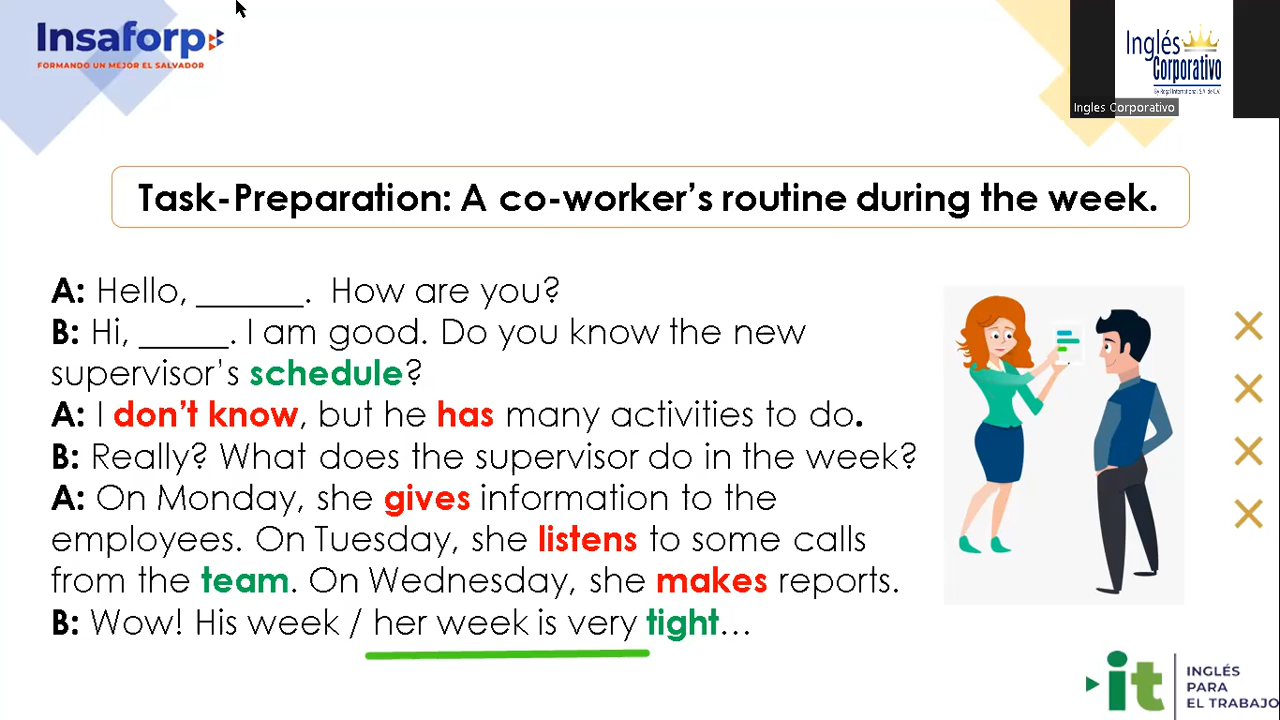 Insaforp
FORMANDO UN MEJOR EL SALVADOR
Inglés
Corporativo
Ingles Corporativo
Task-Preparation: A co-worker’s routine during the week.
A: Hello, ______. How are you?
B: Hi, _____. I am good. Do you know the new
supervisor’s schedule?
A: I don’t know, but he has many activities to do.
B: Really? What does the supervisor do in the week?
A: On Monday, she gives information to the
employees. On Tuesday, she listens to some calls
from the team. On Wednesday, she makes reports.
B: Wow! His week / her week is very tight…
it
INGLÉS
PARA
EL TRABAJO